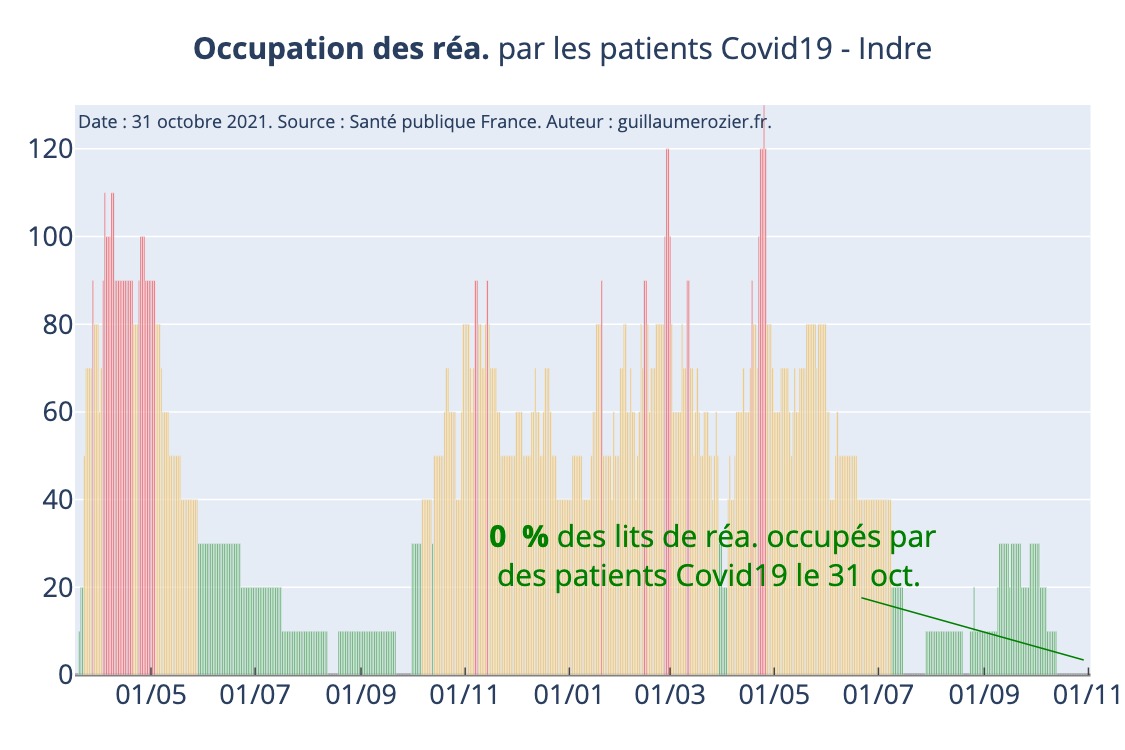 Occupation des réa. par les patients Covid19 - Indre
Date : 31 octobre 2021. Source : Santé publique France. Auteur : guillaumerozier.fr.
120
100
80
60
40
20
0
0 % des lits de réa. occupés par
des patients Covid19 le 31 oct.
01/05 01/07 01/09 01/11 01/01 01/03 01/05 01/07 01/09 01/11